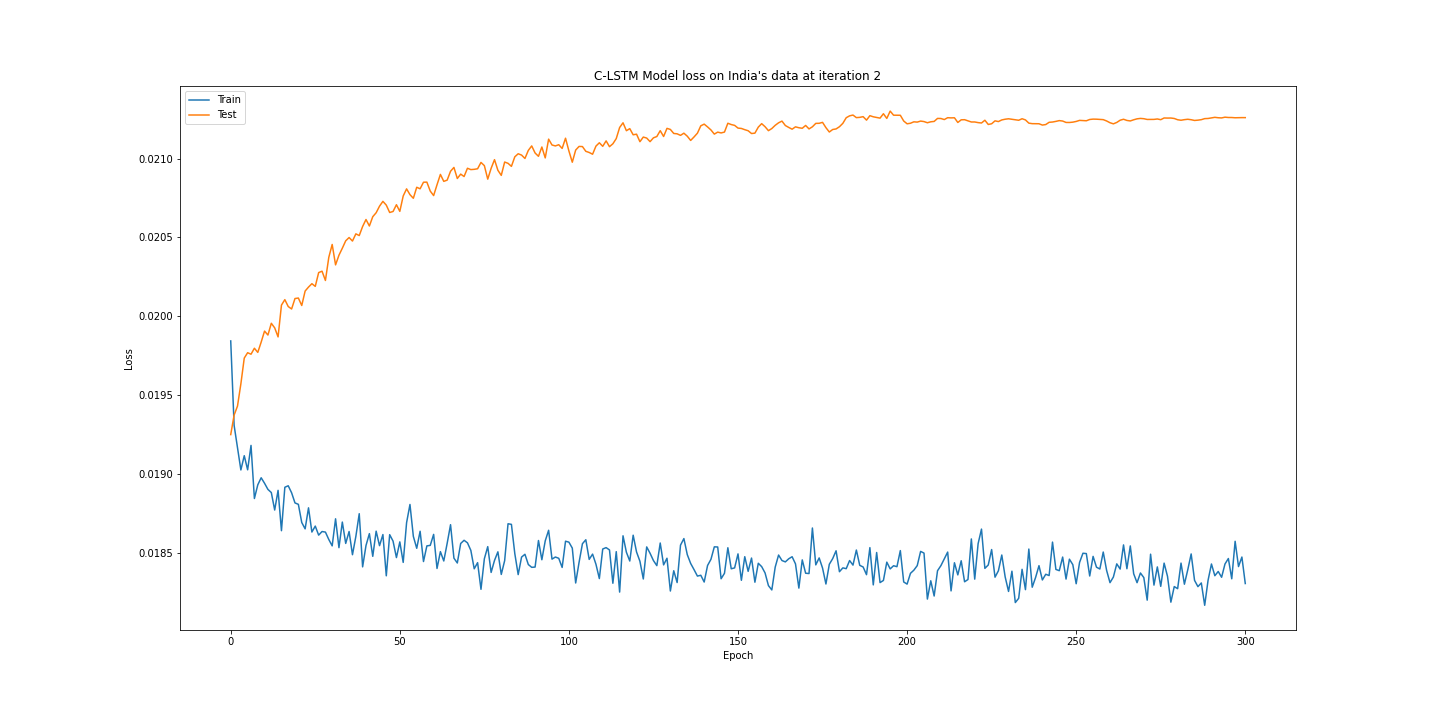 C-LSTM Model loss on India's data at iteration 2
Train
Test
0.0210
0.0205
0.0200
0.0195
0.0190
0.0185
Loss
0 50 100 150 200 250 300
Epoch